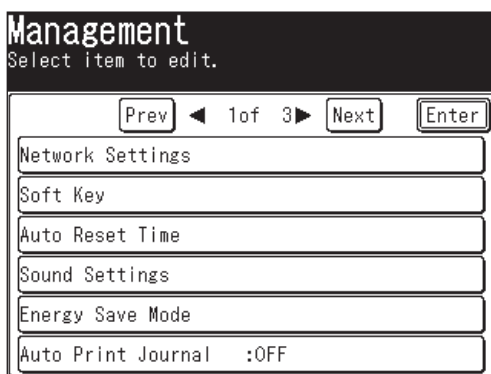 Management
Select item to edit.
Prev ◀ 1of 3▶ Next Enter
Network Settings
Soft Key
Auto Reset Time
Sound Settings
Energy Save Mode
Auto Print Journal :OFF